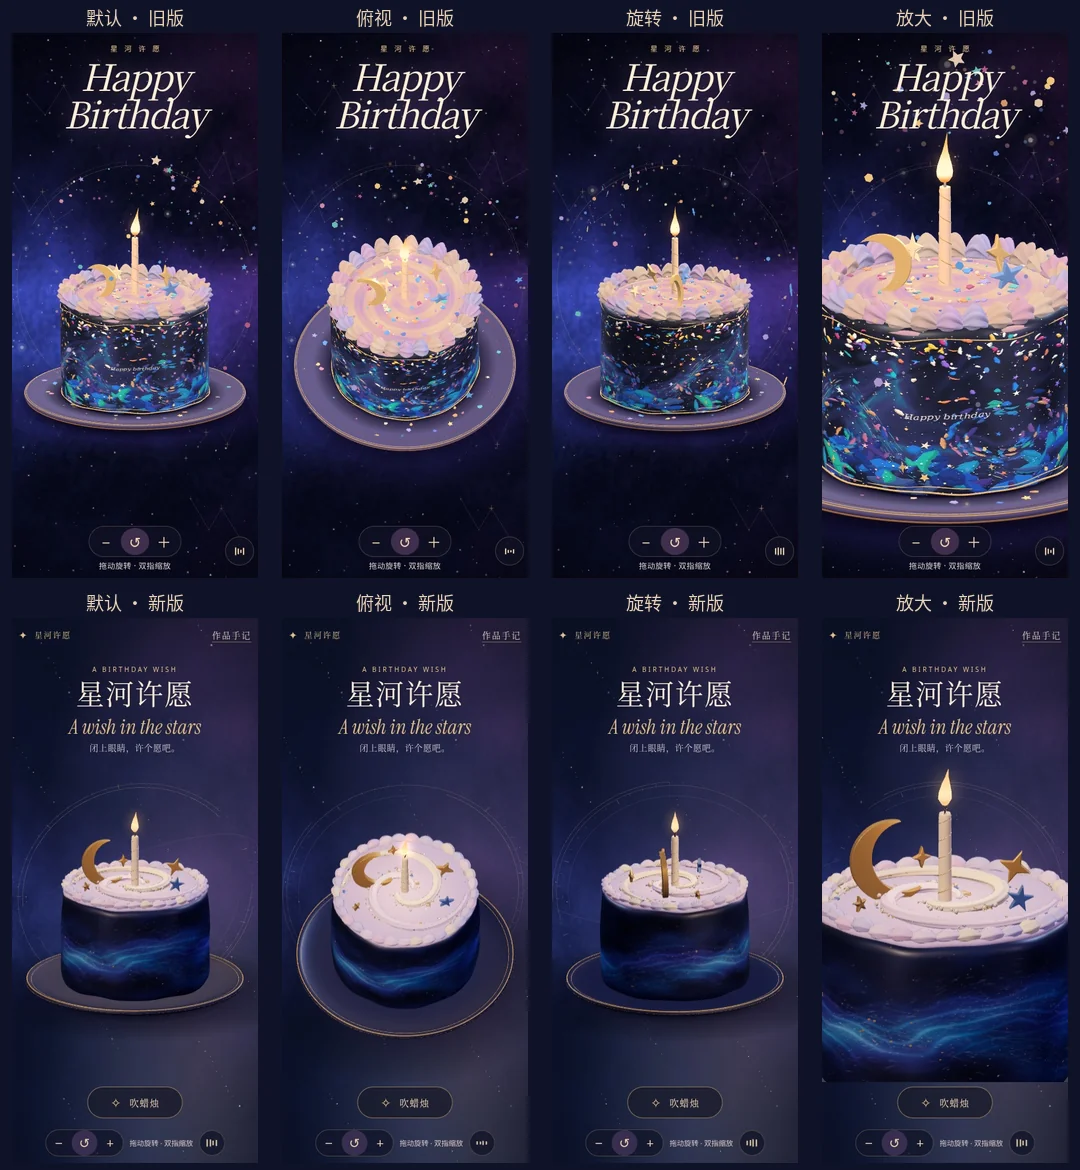 默认 · 旧版
俯视 · 旧版
旋转 · 旧版
放大 · 旧版
星河许愿
Happy
Birthday
Happy birthday
拖动旋转 · 双指缩放
星河许愿
Happy
Birthday
Happy birthday
拖动旋转 · 双指缩放
星河许愿
Happy
Birthday
拖动旋转 · 双指缩放
星河许愿
Happy
Birthday
Happy birthday
拖动旋转 · 双指缩放
默认 · 新版
俯视 · 新版
旋转 · 新版
放大 · 新版
星河许愿
作品手记
A BIRTHDAY WISH
星河许愿
A wish in the stars
闭上眼睛，许个愿吧。
吹蜡烛
拖动旋转 · 双指缩放
星河许愿
作品手记
A BIRTHDAY WISH
星河许愿
A wish in the stars
闭上眼睛，许个愿吧。
吹蜡烛
拖动旋转 · 双指缩放
星河许愿
作品手记
A BIRTHDAY WISH
星河许愿
A wish in the stars
闭上眼睛，许个愿吧。
吹蜡烛
拖动旋转 · 双指缩放
星河许愿
作品手记
A BIRTHDAY WISH
星河许愿
A wish in the stars
闭上眼睛，许个愿吧。
吹蜡烛
拖动旋转 · 双指缩放